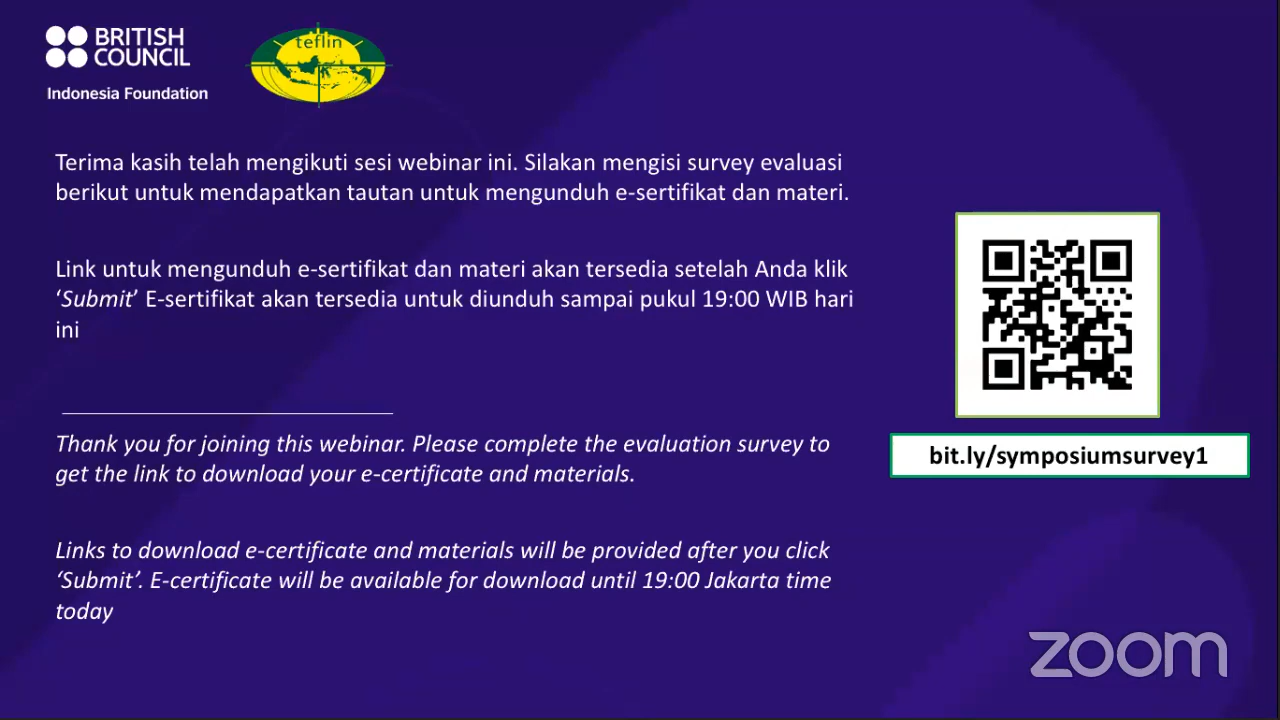 BRITISH
COUNCIL
Indonesia Foundation
teflin
Terima kasih telah mengikuti sesi webinar ini. Silakan mengisi survey evaluasi
berikut untuk mendapatkan tautan untuk mengunduh e-sertifikat dan materi.
Link untuk mengunduh e-sertifikat dan materi akan tersedia setelah Anda klik
‘Submit’ E-sertifikat akan tersedia untuk diunduh sampai pukul 19:00 WIB hari
ini
Thank you for joining this webinar. Please complete the evaluation survey to
get the link to download your e-certificate and materials.
Links to download e-certificate and materials will be provided after you click
‘Submit’. E-certificate will be available for download until 19:00 Jakarta time
today
bit.ly/symposiumsurvey1
zoom